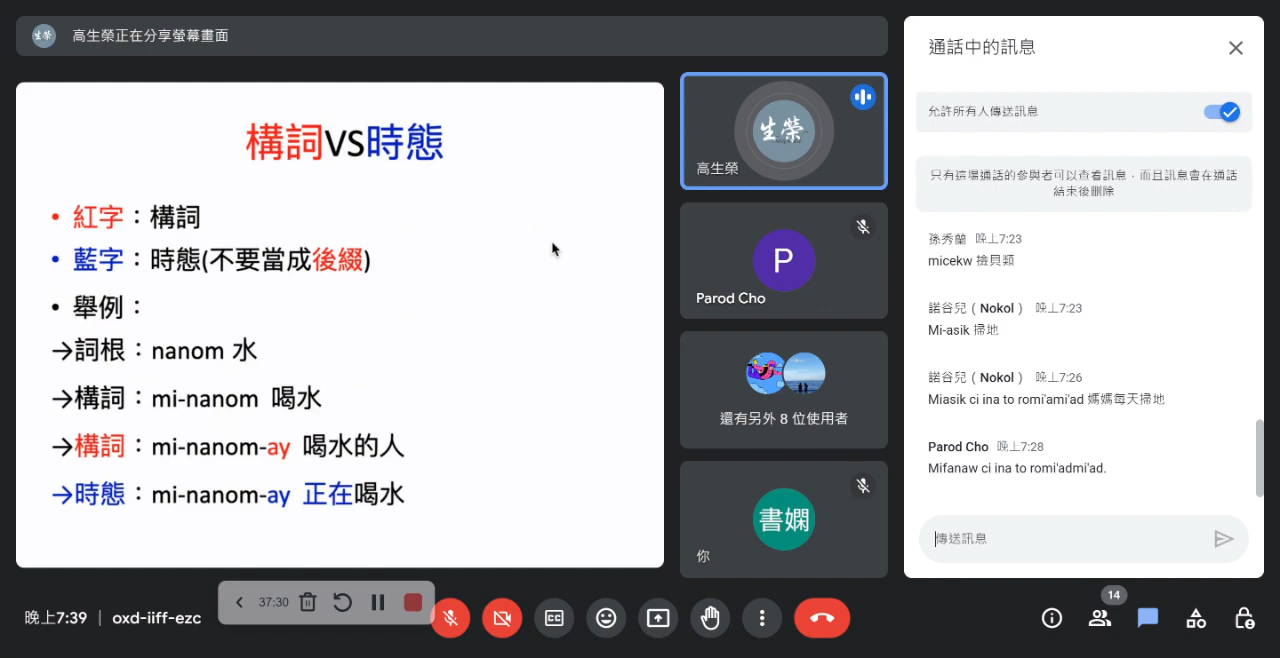 生榮
高生榮正在分享螢幕畫面
構詞VS時態
• 紅字：構詞
• 藍字：時態(不要當成後綴)
• 舉例：
→詞根：nanom 水
→構詞：mi-nanom 喝水
→構詞：mi-nanom-ay 喝水的人
→時態：mi-nanom-ay 正在喝水
生榮
高生榮
P
Parod Cho
還有另外 8 位使用者
書嫻
你
通話中的訊息
允許所有人傳送訊息
只有這場通話的參與者可以查看訊息，而且訊息會在通話
結束後刪除
孫秀蘭 晚上7:23
micekw 撿貝類
諾谷兒 ( Nokol ) 晚上7:23
Mi-asik 掃地
諾谷兒 ( Nokol ) 晚上7:26
Miasik ci ina to romi'ami'ad 媽媽每天掃地
Parod Cho 晚上7:28
Mifanaw ci ina to romi'admi'ad.
傳送訊息
晚上7:39 | oxd-iiff-ezc
37:30
CC
14